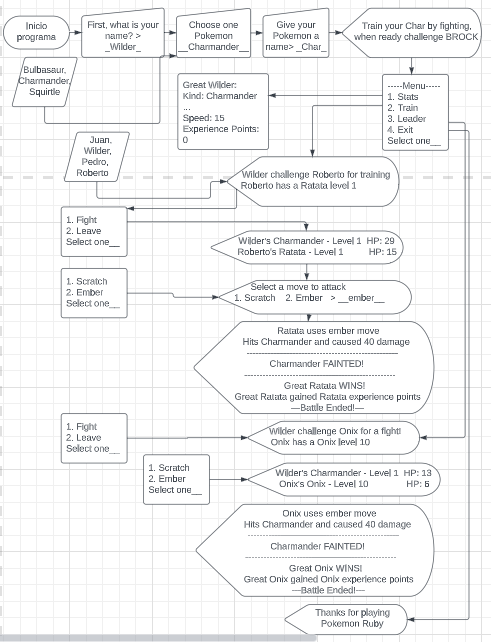 Inicio
programa
First, what is your
name? >
_Wilder_
Choose one
Pokemon
__Charmander__
Give your
Pokemon a
name> _Char_
Train your Char by fighting,
when ready challenge BROCK
Bulbasaur,
Charmander,
Squirtle
Great Wilder:
Kind: Charmander
...
Speed: 15
Experience Points:
0
-----Menu----
1. Stats
2. Train
3. Leader
4. Exit
Select one__
Juan,
Wilder,
Pedro,
Roberto
Wilder challenge Roberto for training
Roberto has a Ratata level 1
1. Fight
2. Leave
Select one__
Wilder's Charmander - Level 1 HP: 29
Roberto's Ratata - Level 1 HP: 15
1. Scratch
2. Ember
Select one__
Select a move to attack
1. Scratch 2. Ember > __ember__
Ratata uses ember move
Hits Charmander and caused 40 damage
--------------------------------------------------
Charmander FAINTED!
--------------------------------------------------
Great Ratata WINS!
Great Ratata gained Ratata experience points
—Battle Ended!—
1. Fight
2. Leave
Select one__
Wilder challenge Onix for a fight!
Onix has a Onix level 10
1. Scratch
2. Ember
Select one__
Wilder's Charmander - Level 1 HP: 13
Onix's Onix - Level 10 HP: 6
Onix uses ember move
Hits Charmander and caused 40 damage
--------------------------------------------------
Charmander FAINTED!
--------------------------------------------------
Great Onix WINS!
Great Onix gained Onix experience points
—Battle Ended!—
Thanks for playing
Pokemon Ruby